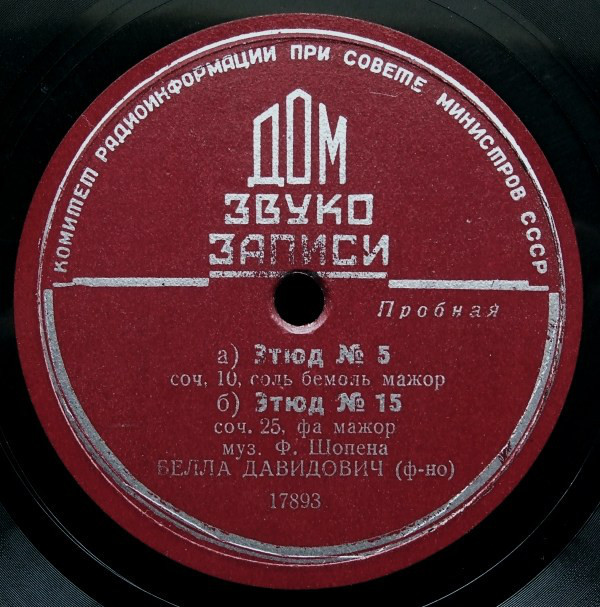 КОМИТЕТ РАДИОИНФОРМАЦИИ ПРИ СОВЕТЕ МИНИСТРОВ СССР
ДОМ
ЗВУКО
ЗАПИСИ
Пробная
а) Этюд № 5
соч. 10, соль бемоль мажор
б) Этюд № 15
соч. 25, фа мажор
муз. Ф. Шопена
БЕЛЛА ДАВИДОВИЧ (ф-но)
17893